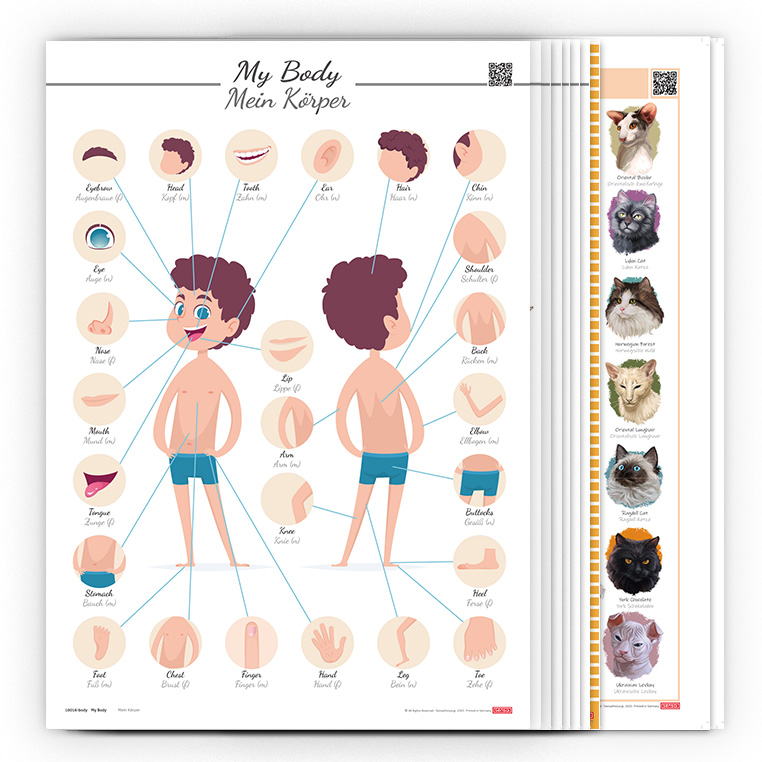 My Body
Mein Körper
Eyebrow
Augenbraue (f)
Head
Kopf (m)
Tooth
Zahn (m)
Ear
Ohr (n)
Hair
Haar (n)
Chin
Kinn (n)
Eye
Auge (n)
Shoulder
Schulter (f)
Nose
Nase (f)
Back
Rücken (m)
Lip
Lippe (f)
Mouth
Mund (m)
Arm
Arm (m)
Elbow
Ellbogen (m)
Tongue
Zunge (f)
Knee
Knie (n)
Buttocks
Gesäß (n)
Stomach
Bauch (m)
Heel
Ferse (f)
Foot
Fuß (m)
Chest
Brust (f)
Finger
Finger (m)
Hand
Hand (f)
Leg
Bein (n)
Toe
Zehe (f)
L0016-body My Body Mein Körper
Oriental Bicolor
Lykoi Cat
Lykoi Katze
Norwegian Forest
Norwegische Wald
Oriental Longhair
Orientalisch Langhaar
Ragdoll Cat
Ragdoll Katze
York Chocolate
York Schokolade
Ukrainian Levkoy
Ukrainische Levkoy